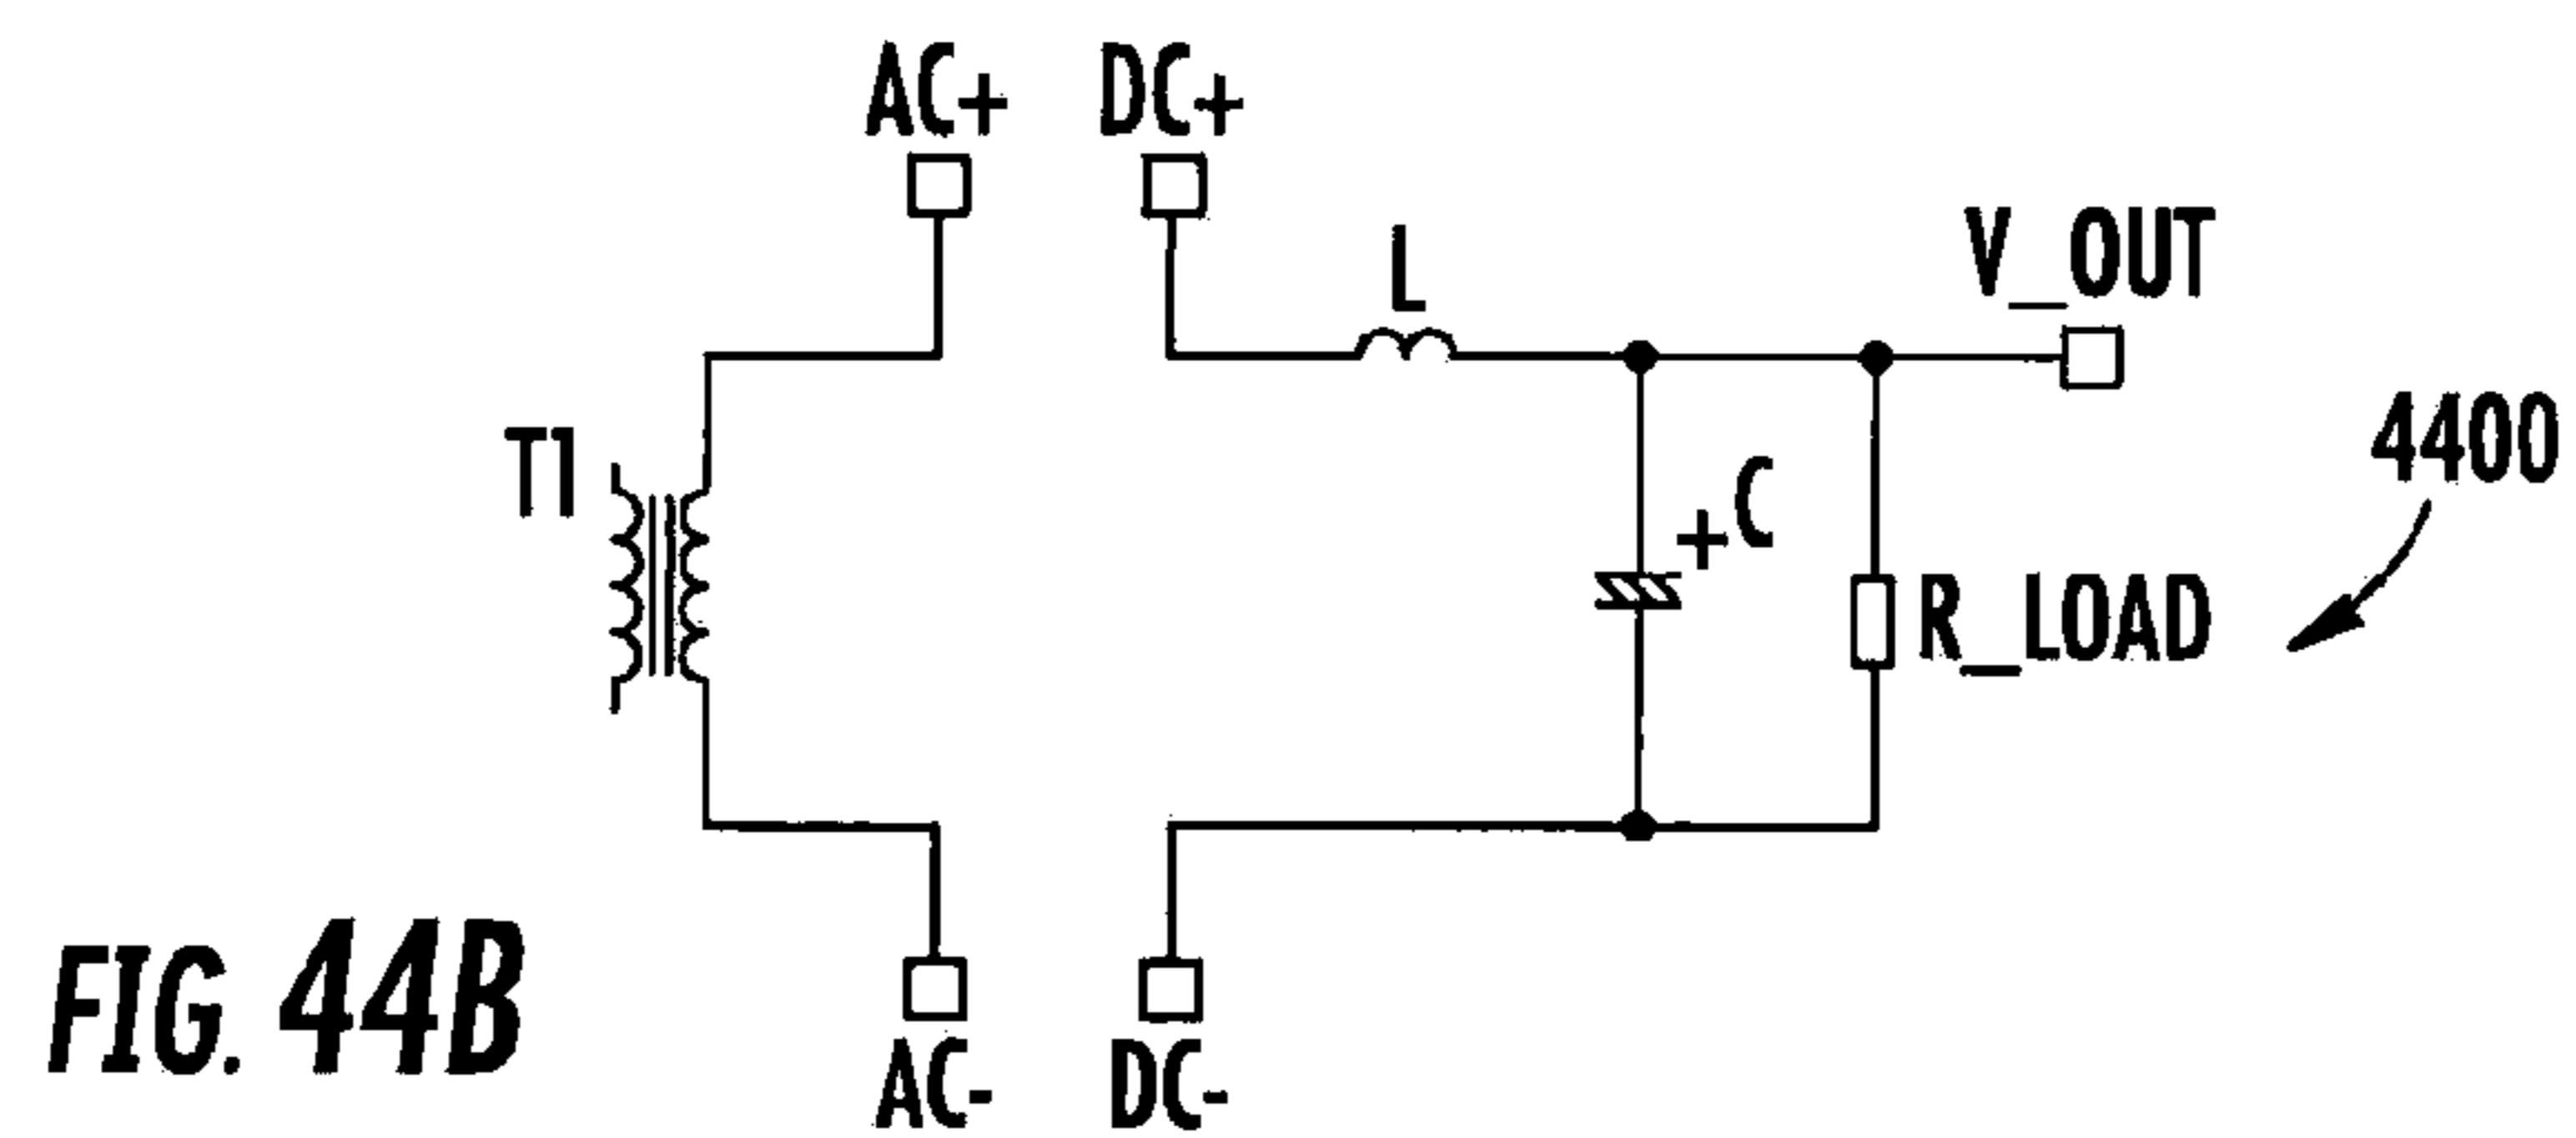 AC+ DC+
L
V_OUT
T1
+C
4400
R_LOAD
FIG. 44B
AC- DC-